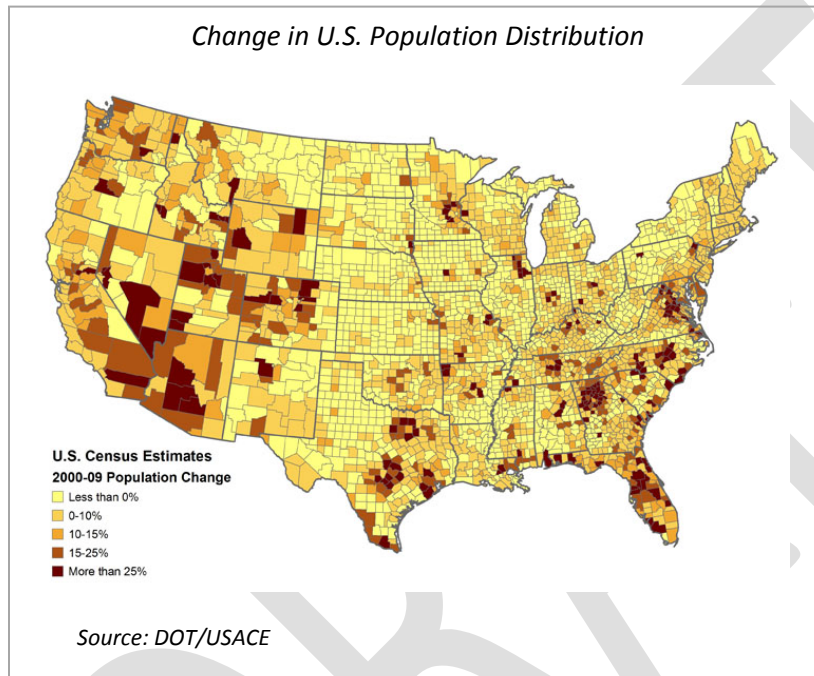 Change in U.S. Population Distribution
U.S. Census Estimates
2000-09 Population Change
Less than 0%
0-10%
10-15%
15-25%
More than 25%
Source: DOT/USACE